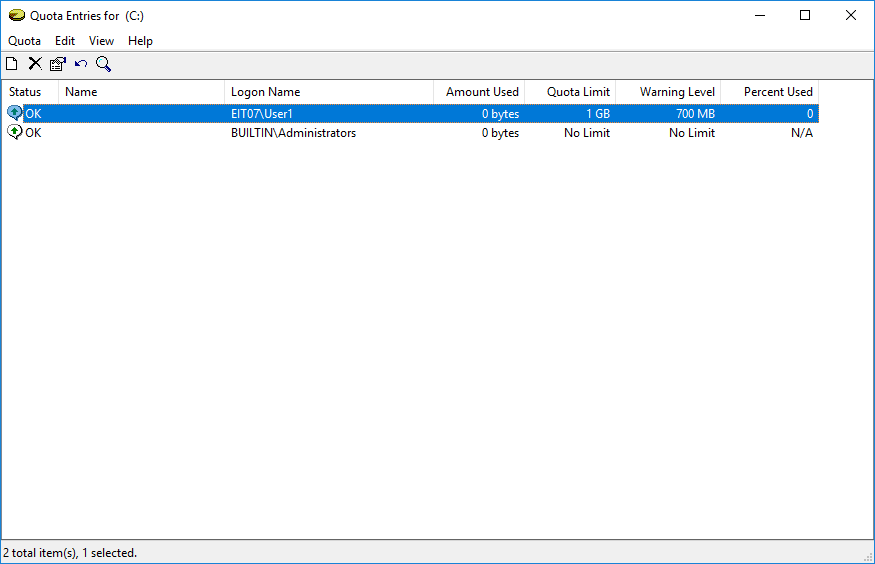 Quota Entries for (C:)
Quota Edit View Help
Status Name Logon Name Amount Used Quota Limit Warning Level Percent Used
OK EIT07\User1 0 bytes 1 GB 700 MB 0
OK BUILTIN\Administrators 0 bytes No Limit No Limit N/A
2 total item(s), 1 selected.